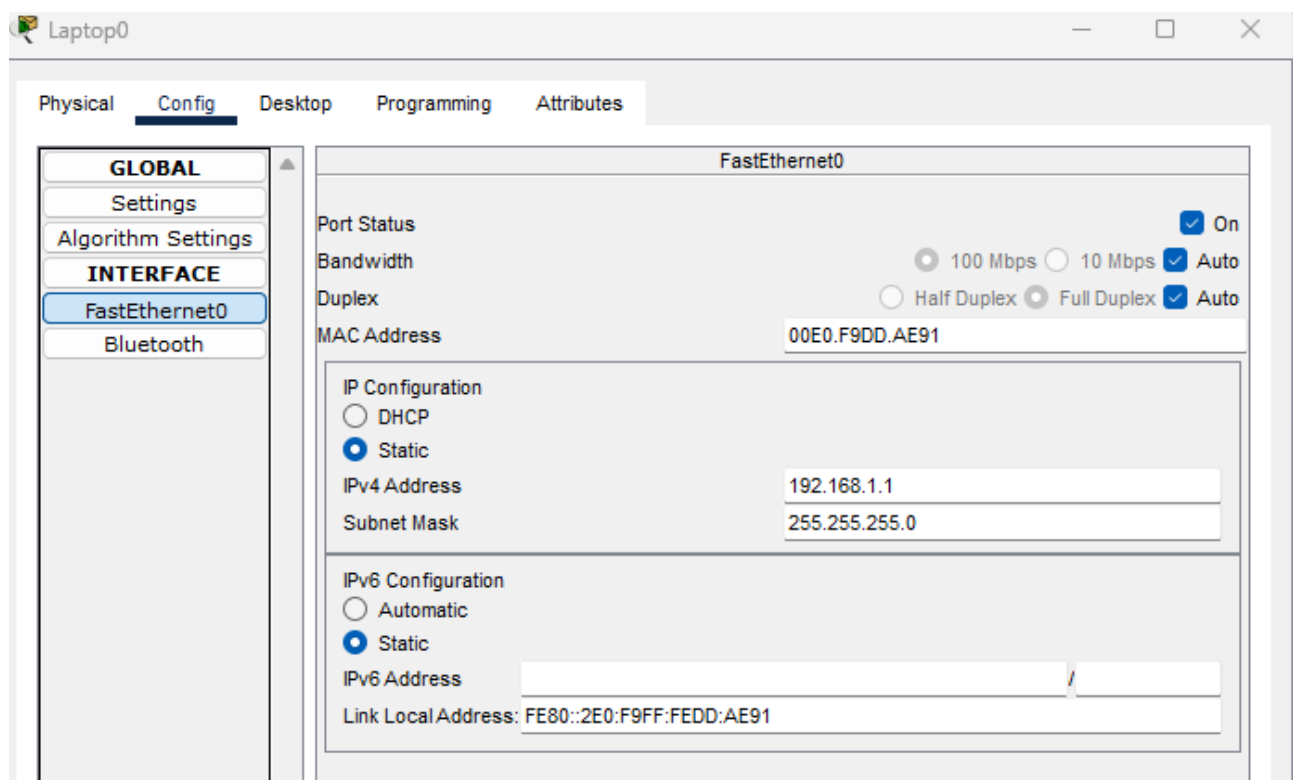 Laptop0
Physical Config Desktop Programming Attributes
GLOBAL
Settings
Algorithm Settings
INTERFACE
FastEthernet0
Bluetooth
FastEthernet0
Port Status On
Bandwidth 100 Mbps 10 Mbps Auto
Duplex Half Duplex Full Duplex Auto
MAC Address 00E0.F9DD.AE91
IP Configuration
DHCP
Static
IPv4 Address 192.168.1.1
Subnet Mask 255.255.255.0
IPv6 Configuration
Automatic
Static
IPv6 Address /
Link Local Address: FE80::2E0:F9FF:FEDD:AE91